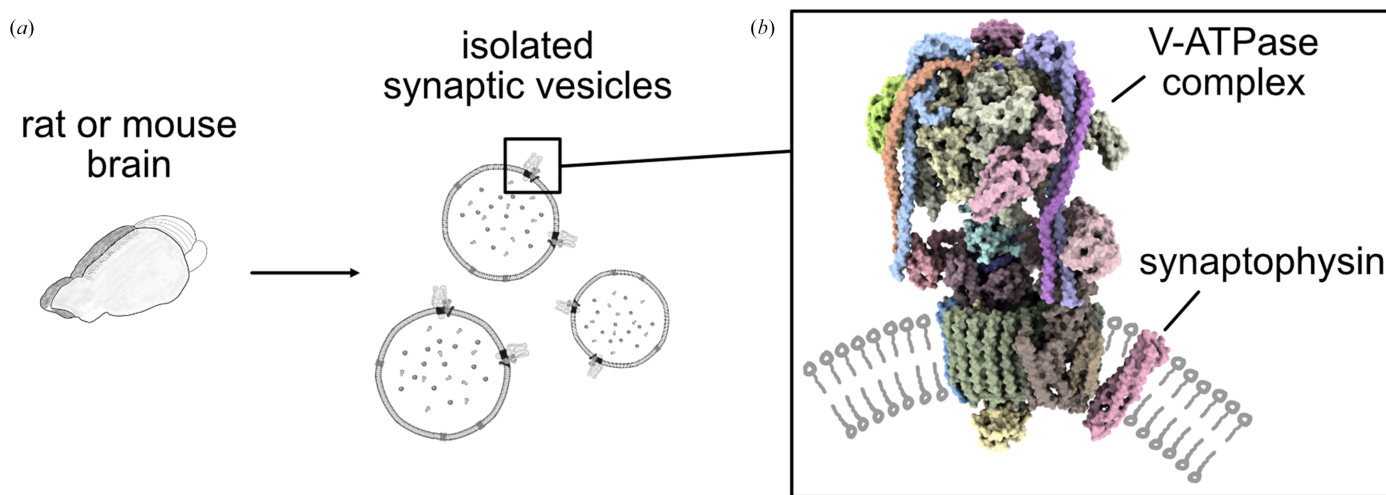 (a)
rat or mouse
brain
isolated
synaptic vesicles
(b)
V-ATPase
complex
synaptophysin